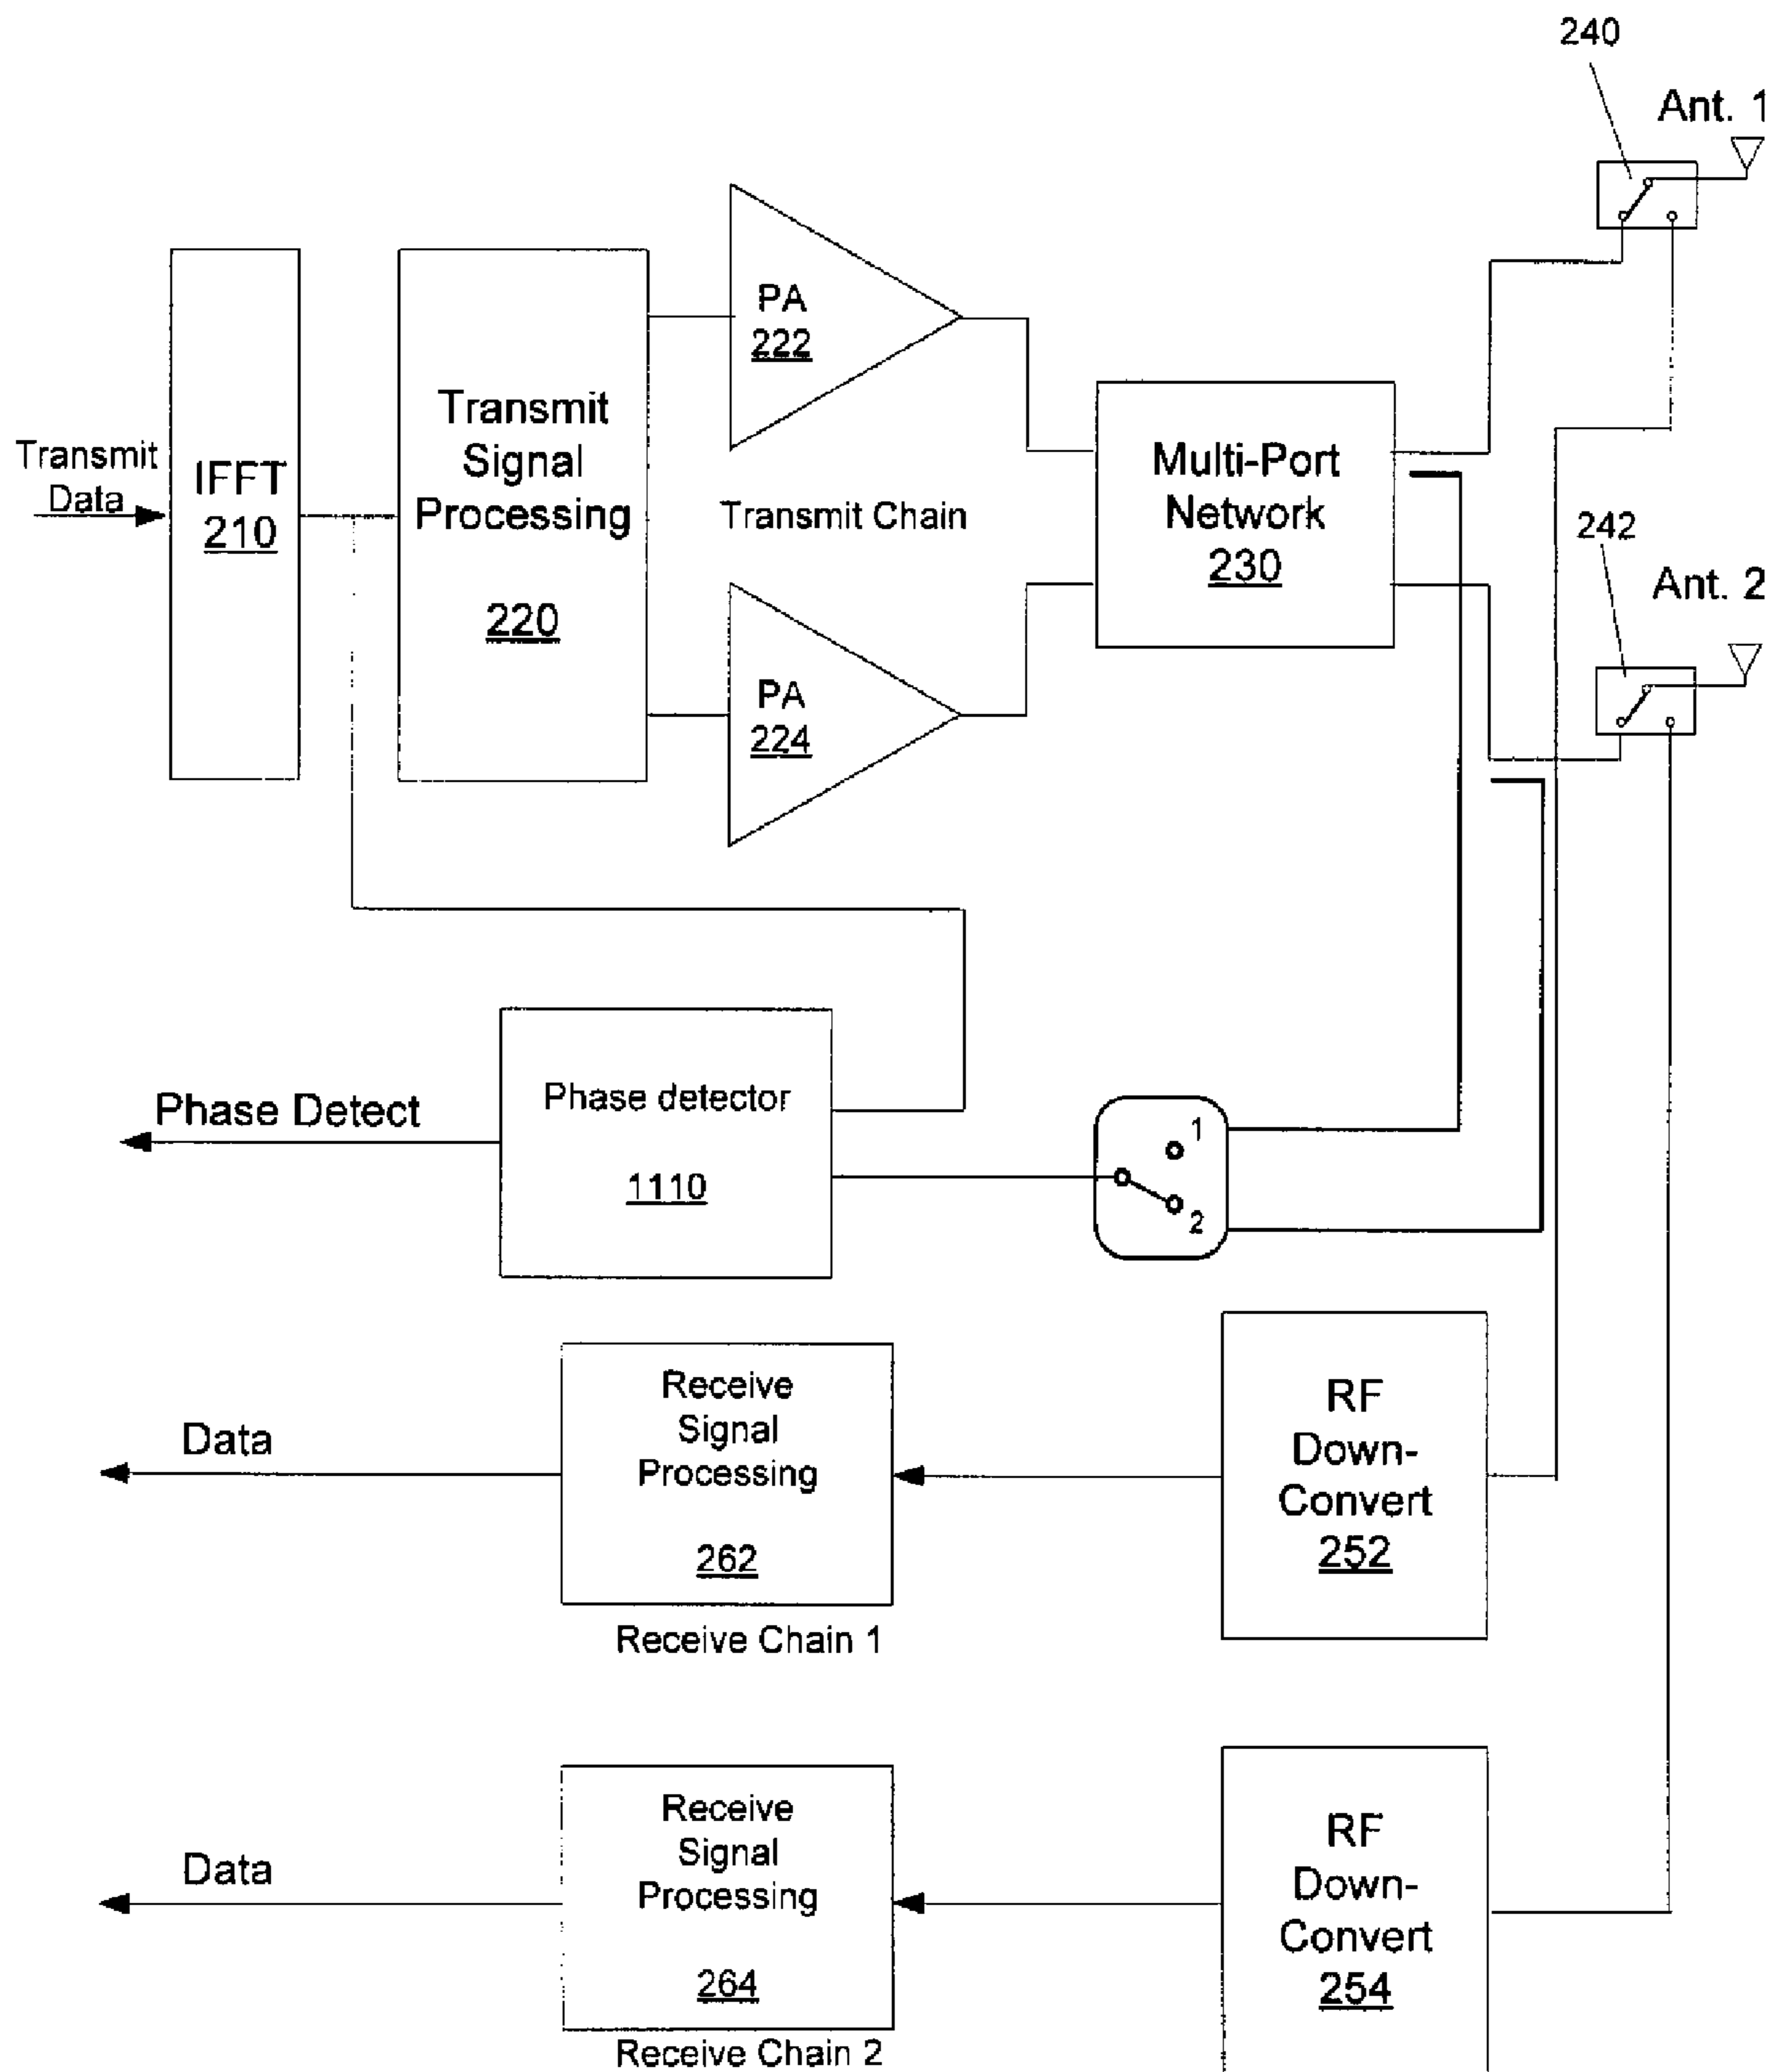 240
Ant. 1
Transmit
Data
IFFT
210
Transmit
Signal
Processing
220
PA
222
Transmit Chain
PA
224
Multi-Port
Network
230
242
Ant. 2
Phase Detect
Phase detector
1110
1
2
Data
Receive
Signal
Processing
262
Receive Chain 1
RF
Down-
Convert
252
Data
Receive
Signal
Processing
264
Receive Chain 2
RF
Down-
Convert
254